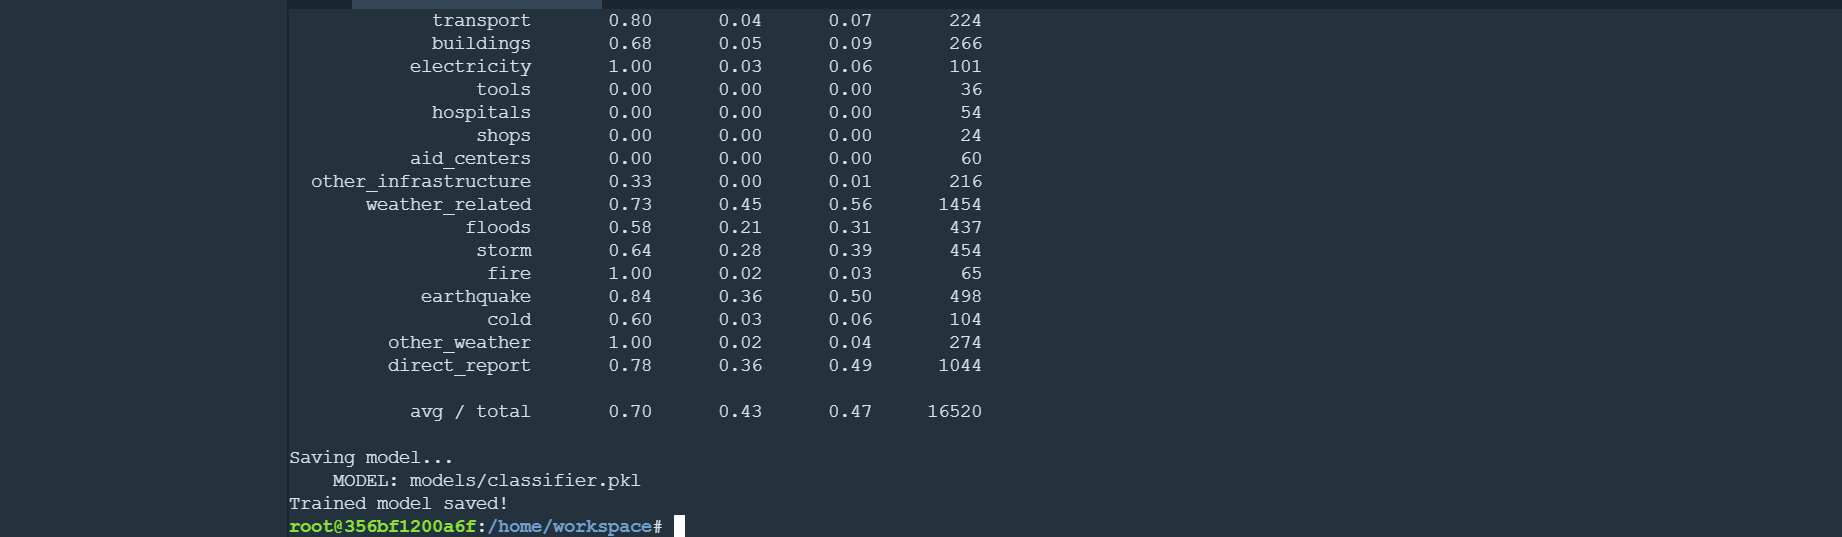 transport 0.80 0.04 0.07 224
buildings 0.68 0.05 0.09 266
electricity 1.00 0.03 0.06 101
tools 0.00 0.00 0.00 36
hospitals 0.00 0.00 0.00 54
shops 0.00 0.00 0.00 24
aid_centers 0.00 0.00 0.00 60
other_infrastructure 0.33 0.00 0.01 216
weather_related 0.73 0.45 0.56 1454
floods 0.58 0.21 0.31 437
storm 0.64 0.28 0.39 454
fire 1.00 0.02 0.03 65
earthquake 0.84 0.36 0.50 498
cold 0.60 0.03 0.06 104
other_weather 1.00 0.02 0.04 274
direct_report 0.78 0.36 0.49 1044
avg / total 0.70 0.43 0.47 16520
Saving model...
MODEL: models/classifier.pkl
Trained model saved!
root@356bf1200a6f:/home/workspace#